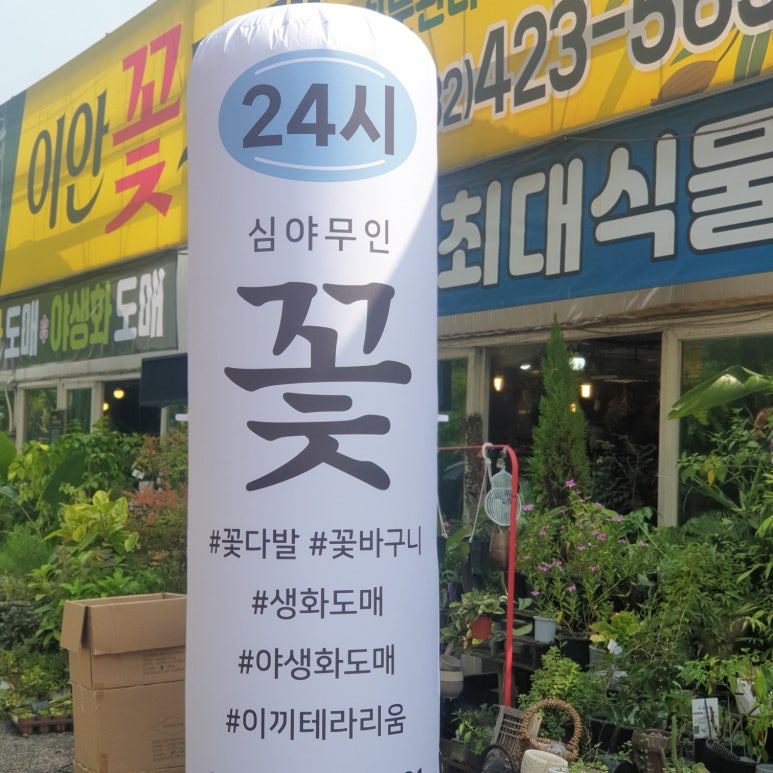 이안꽃
32)423-565
최대식물
도매 야생화 도매
24시
심야무인
꽃
#꽃다발 #꽃바구니
#생화도매
#야생화도매
#이끼테라리움